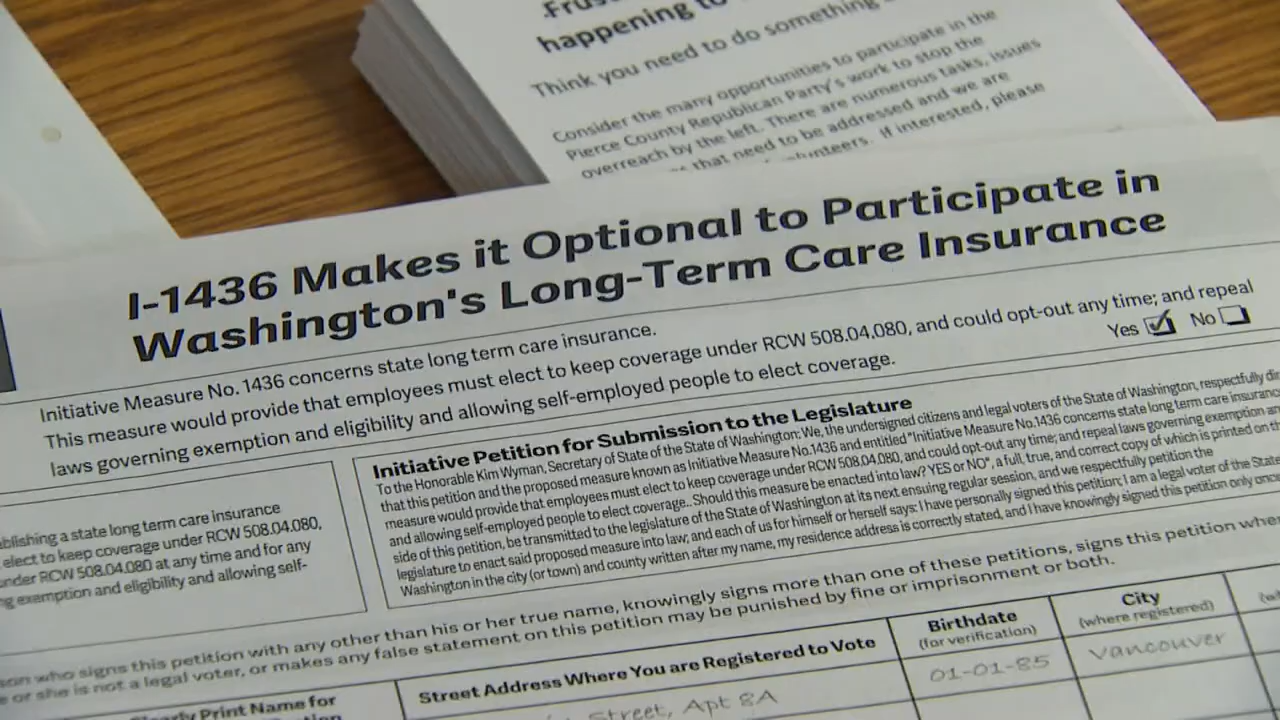 happening to
Think you need to do something
Consider the many opportunities to participate in the
Pierce County Republican Party's work to stop the
overreach by the left. There are numerous tasks, issues
that need to be addressed and we are
volunteers. If interested, please
I-1436 Makes it Optional to Participate in
Washington's Long-Term Care Insurance
Initiative Measure No. 1436 concerns state long term care insurance.
This measure would provide that employees must elect to keep coverage under RCW 508.04.080, and could opt-out any time; and repeal
laws governing exemption and eligibility and allowing self-employed people to elect coverage.
Yes No
Initiative Petition for Submission to the Legislature
To the Honorable Kim Wyman, Secretary of State of the State of Washington: We, the undersigned citizens and legal voters of the State of Washington, respectfully
that this petition and the proposed measure known as Initiative Measure No.1436 and entitled "Initiative Measure No.1436 concerns state long term care insurance
measure would provide that employees must elect to keep coverage under RCW 508.04.080, and could opt-out any time; and repeal laws governing exemption and
and allowing self-employed people to elect coverage.. Should this measure be enacted into law? YES or NO", a full, true, and correct copy of which is printed on the
side of this petition, be transmitted to the legislature of the State of Washington at its next ensuing regular session, and we respectfully petition the
legislature to enact said proposed measure into law; and each of us for himself or herself says: I have personally signed this petition; I am a legal voter of the State
Washington in the city (or town) and county written after my name, my residence address is correctly stated, and I have knowingly signed this petition only once
establishing a state long term care insurance
elect to keep coverage under RCW 508.04.080,
under RCW 508.04.080 at any time and for any
exemption and eligibility and allowing self-
who signs this petition with any other than his or her true name, knowingly signs more than one of these petitions, signs this petition
or she is not a legal voter, or makes any false statement on this petition may be punished by fine or imprisonment or both.
Print Name for
Street Address Where You are Registered to Vote
Birthdate
(for verification)
City
(where registered)
Street, Apt 8A
01-01-85
Vancouver